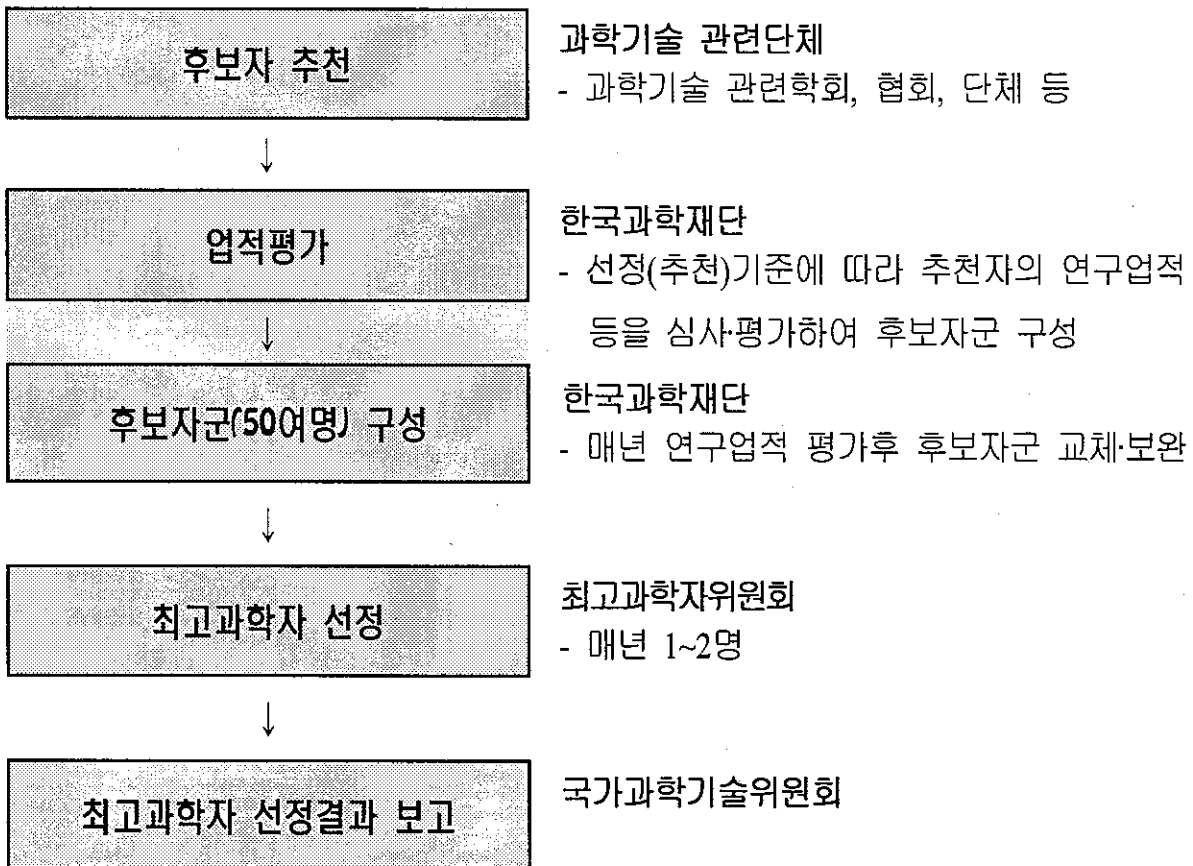 후보자 추천
과학기술 관련단체
- 과학기술 관련학회, 협회, 단체 등
↓
업적평가
한국과학재단
- 선정(추천)기준에 따라 추천자의 연구업적
등을 심사·평가하여 후보자군 구성
↓
후보자군(50여명) 구성
한국과학재단
- 매년 연구업적 평가후 후보자군 교체·보완
↓
최고과학자 선정
최고과학자위원회
- 매년 1~2명
↓
최고과학자 선정결과 보고
국가과학기술위원회